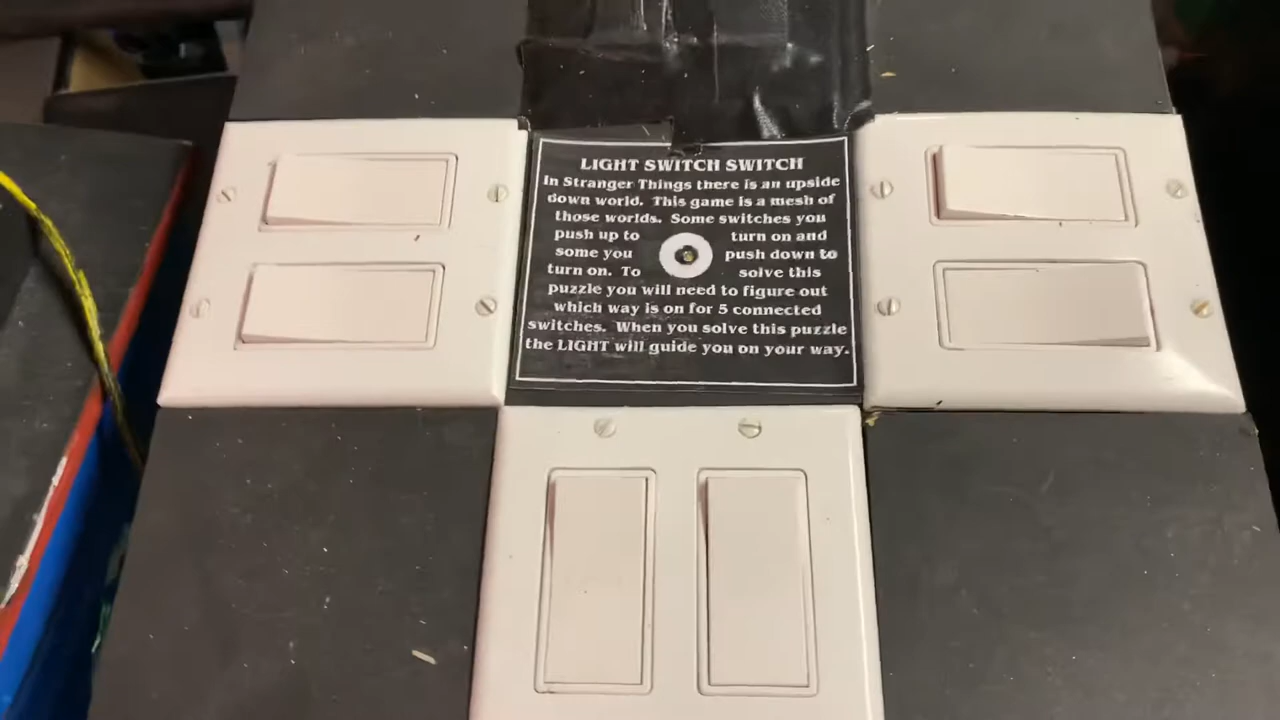 LIGHT SWITCH SWITCH
In Stranger Things there is an upside
down world. This game is a mesh of
those worlds. Some switches you
push up to turn on and
some you push down to
turn on. To solve this
puzzle you will need to figure out
which way is on for 5 connected
switches. When you solve this puzzle
the LIGHT will guide you on your way.